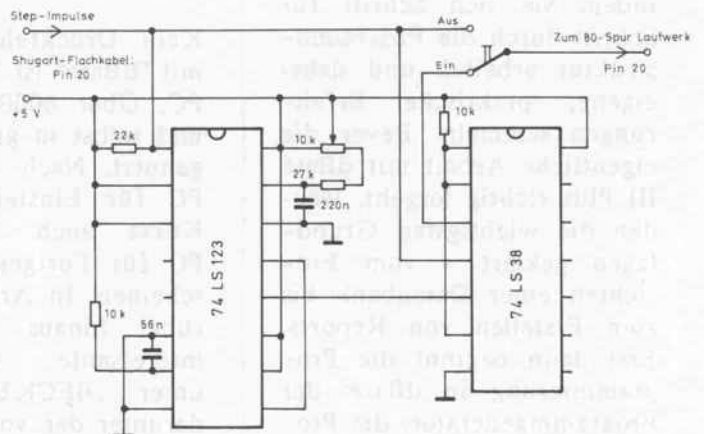 Step-Impulse
Shugart-Flachkabel
Pin 20
+5 V
Aus
Ein
Zum 80-Spur Laufwerk
Pin 20
22k
10k
27k
220n
10k
74 LS 123
74 LS 38
10k
56n